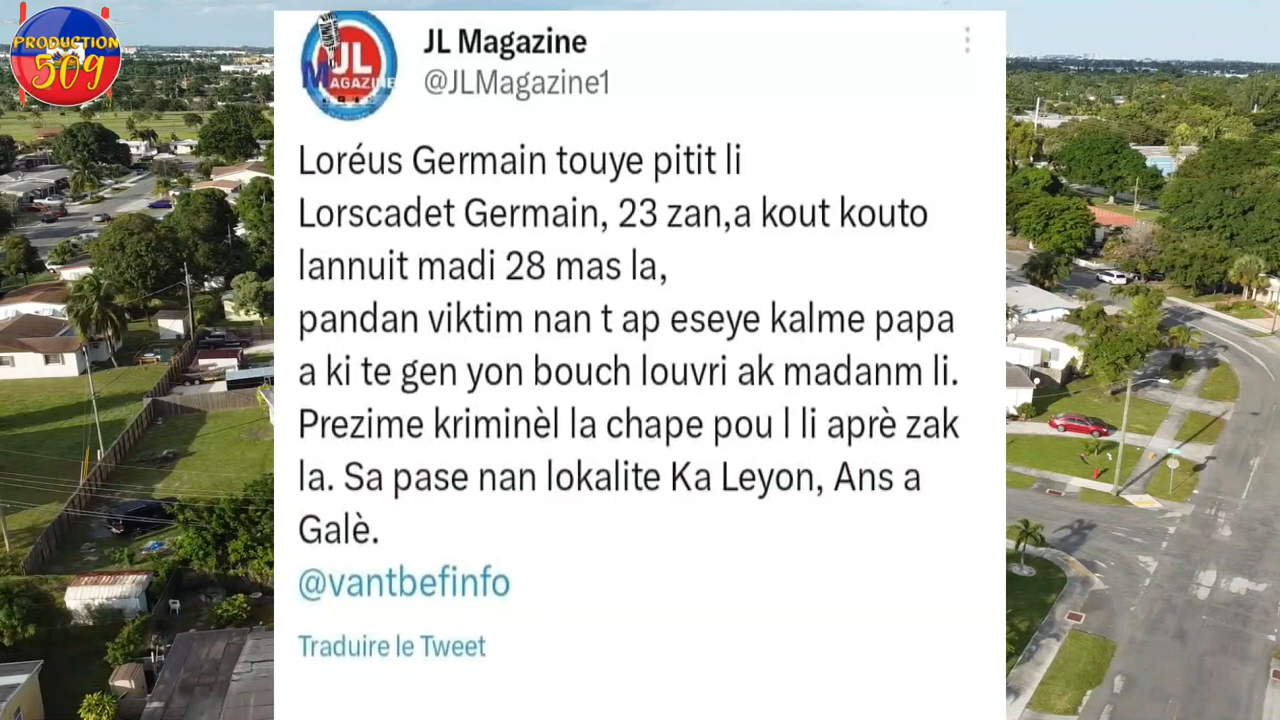 PRODUCTION
509
JL
MAGAZINE
JL Magazine
@JLMagazine1
Loréus Germain touye pitit li
Lorscadet Germain, 23 zan,a kout kouto
lannuit madi 28 mas la,
pandan viktim nan t ap eseye kalme papa
a ki te gen yon bouch louvri ak madanm li.
Prezime kriminèl la chape pou l li aprè zak
la. Sa pase nan lokalite Ka Leyon, Ans a
Galè.
@vantbefinfo
Traduire le Tweet